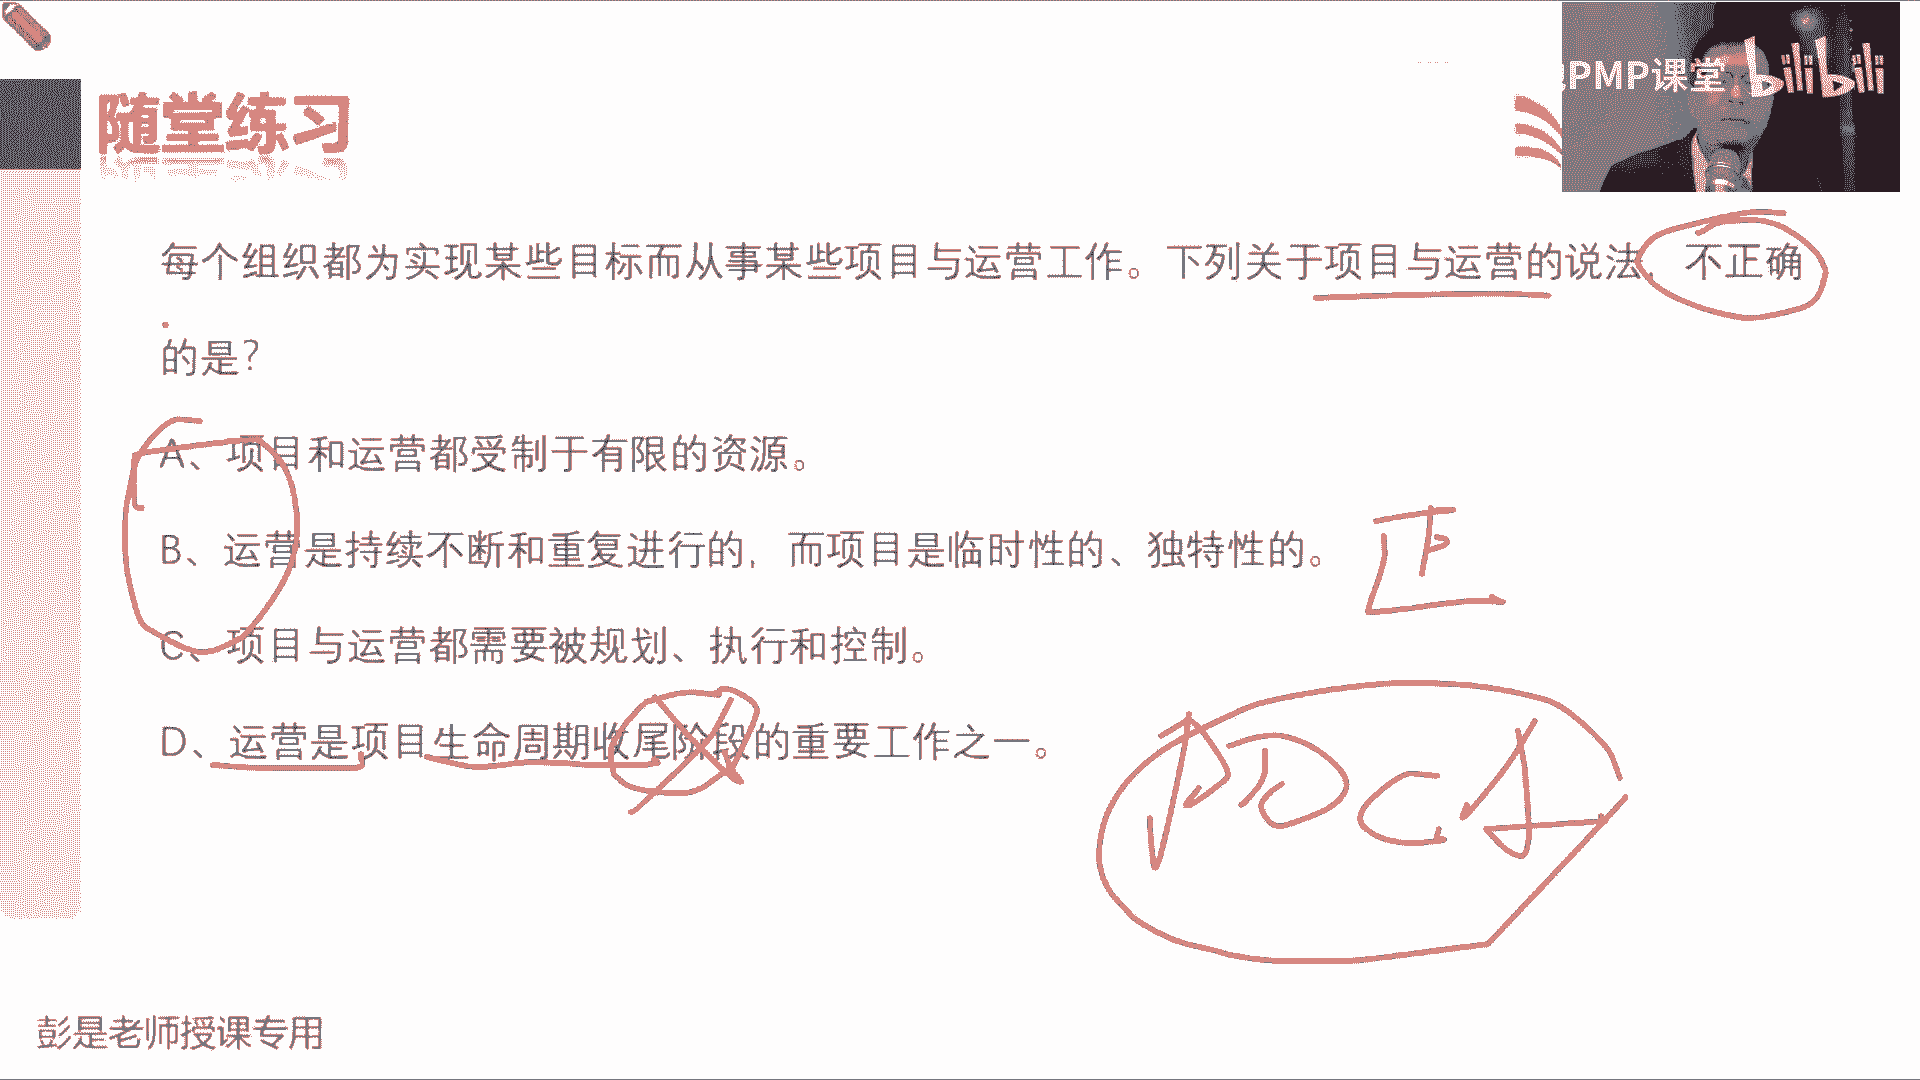 PMP课堂 bilibili
随堂练习
每个组织都为实现某些目标而从事某些项目与运营工作。下列关于项目与运营的说法，不正确
的是？
A、项目和运营都受制于有限的资源。
B、运营是持续不断和重复进行的，而项目是临时性的、独特性的。
正
C、项目与运营都需要被规划、执行和控制。
D、运营是项目生命周期收尾阶段的重要工作之一。
PDCA
彭是老师授课专用